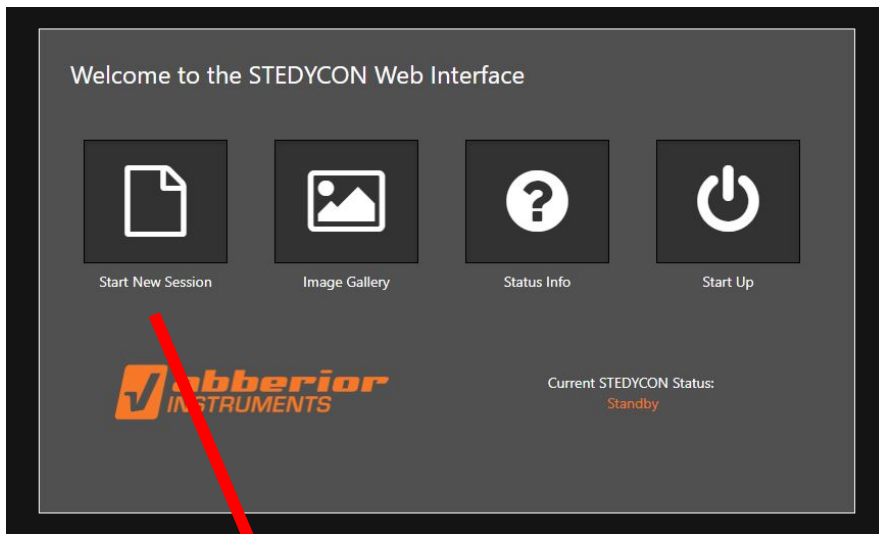 Welcome to the STEDYCON Web Interface
Start New Session
Image Gallery
Status Info
Start Up
abberior
INSTRUMENTS
Current STEDYCON Status:
Standby